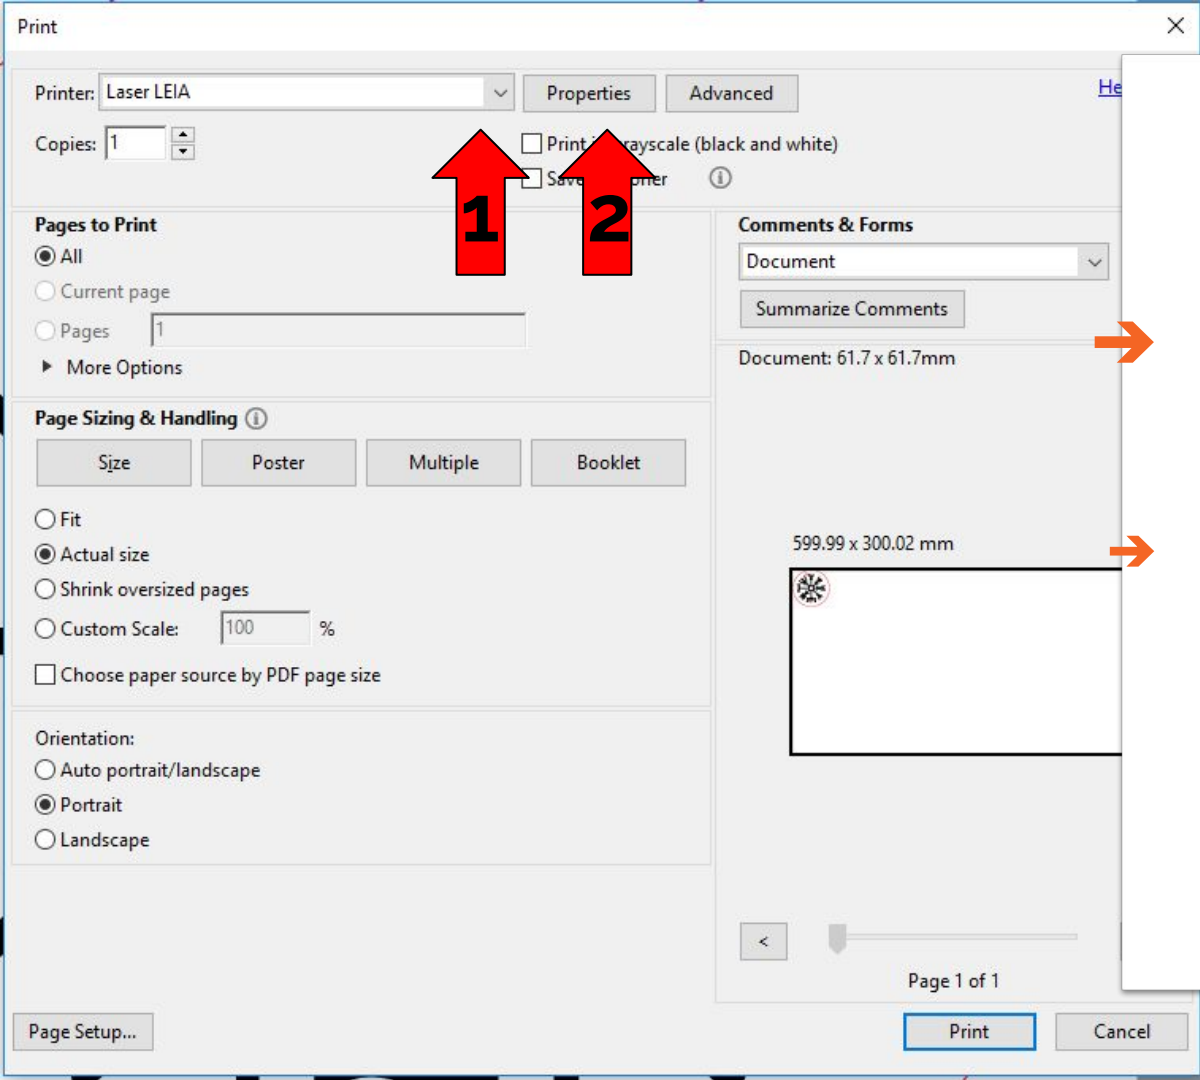 Print
Printer: Laser LEIA
Properties
Advanced
He
Copies: 1
Print rayscale (black and white)
Save oner
1
2
Pages to Print
All
Current page
Pages 1
More Options
Page Sizing & Handling
Size
Poster
Multiple
Booklet
Fit
Actual size
Shrink oversized pages
Custom Scale: 100 %
Choose paper source by PDF page size
Orientation:
Auto portrait/landscape
Portrait
Landscape
Comments & Forms
Document
Summarize Comments
Document: 61.7 x 61.7mm
599.99 x 300.02 mm
<
Page 1 of 1
Page Setup...
Print
Cancel